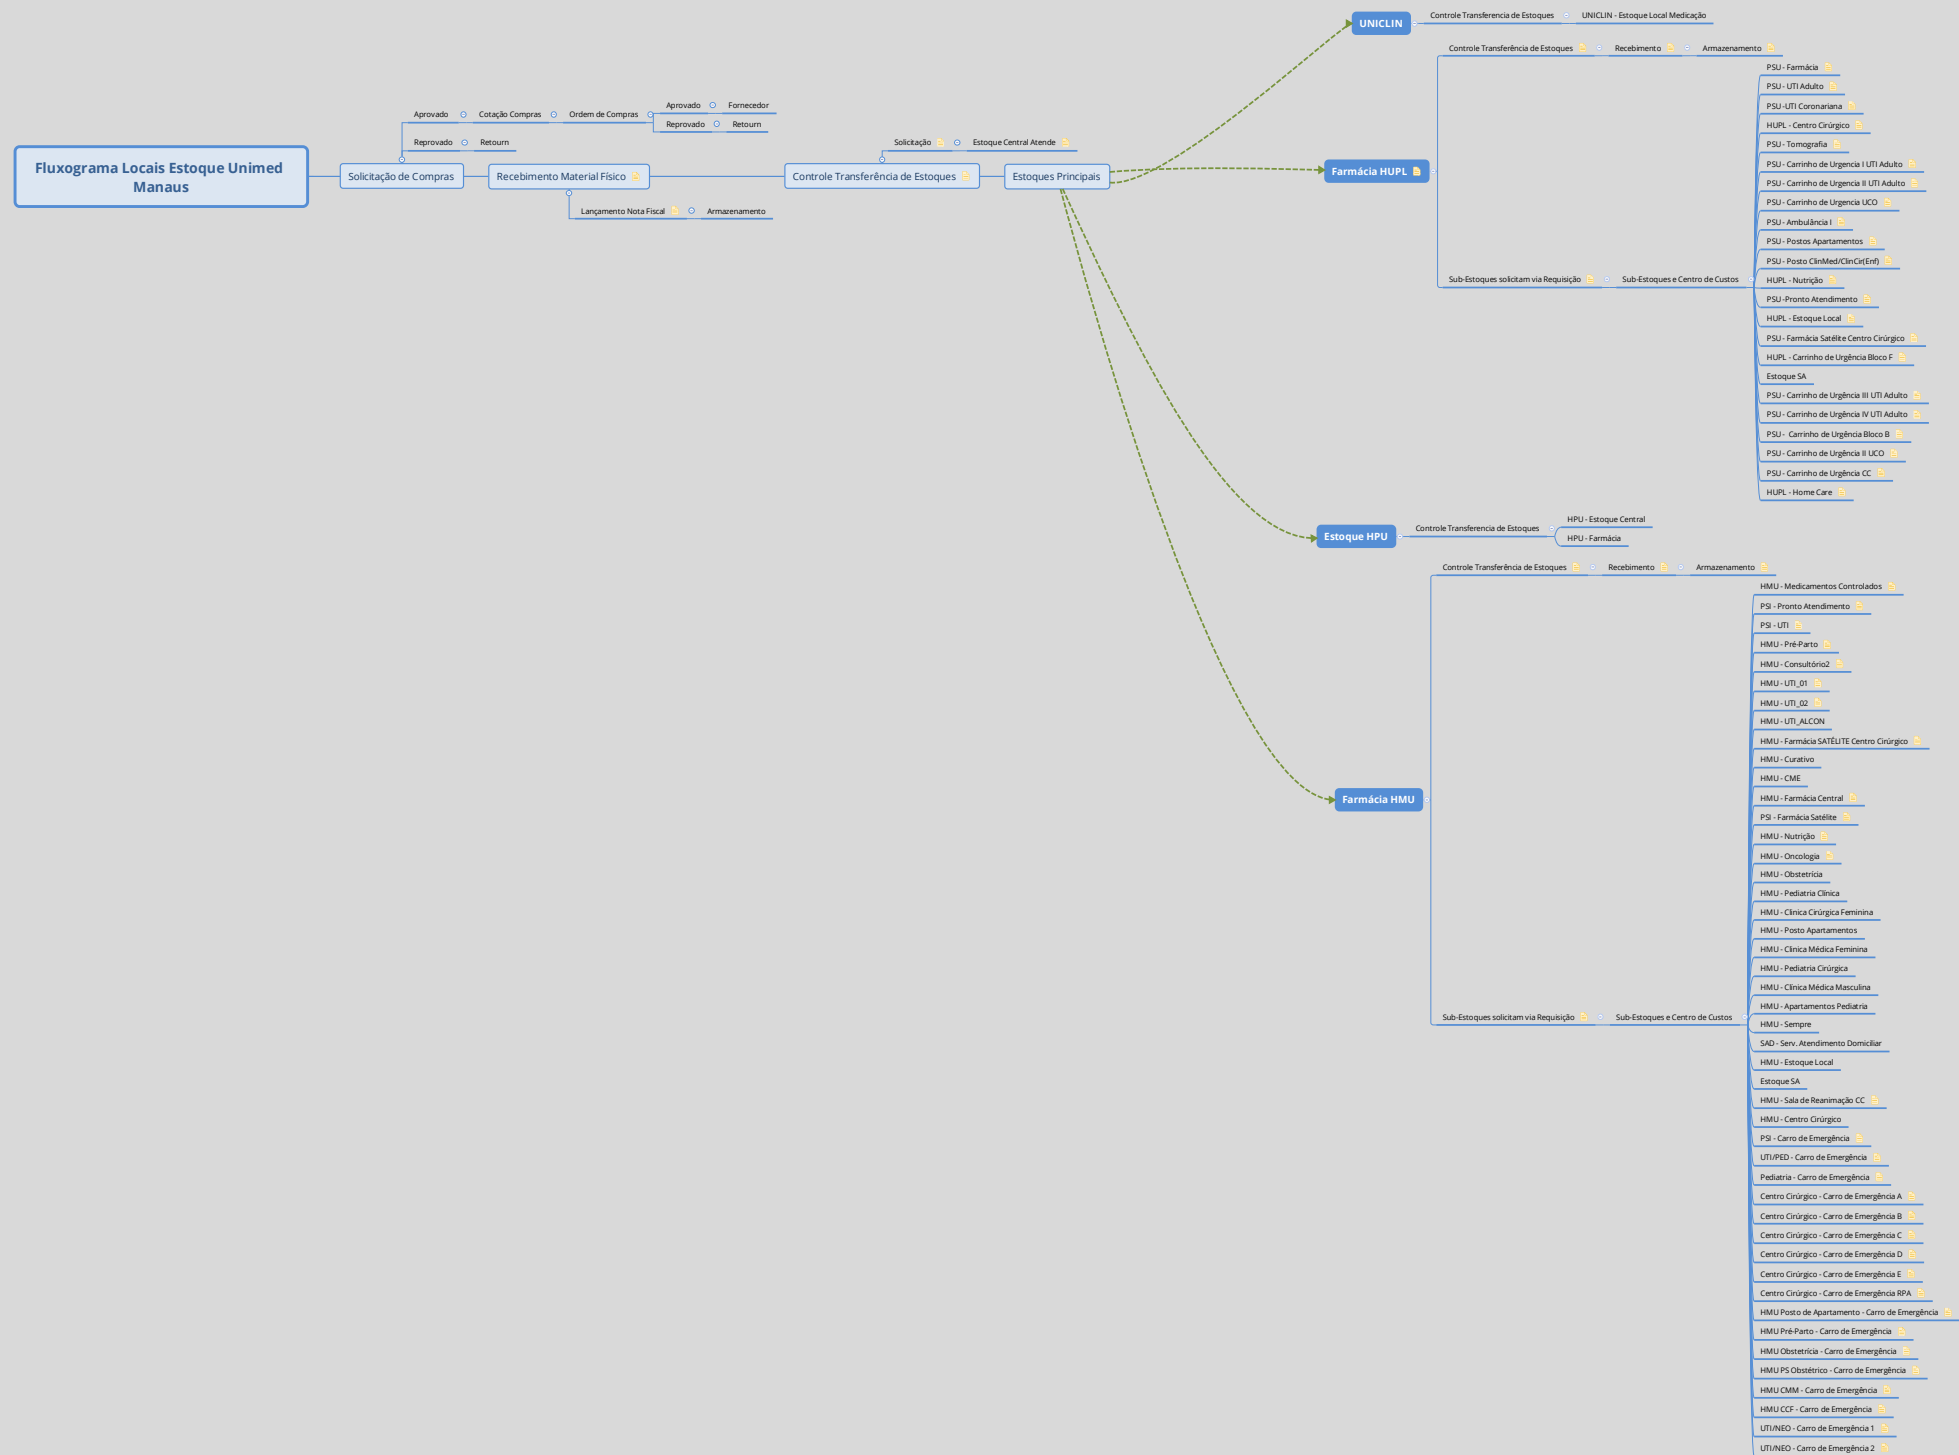 Fluxograma Locais Estoque Unimed
Manaus
Solicitação de Compras
Aprovado
Cotação Compras
Ordem de Compras
Aprovado
Fornecedor
Reprovado
Retourn
Reprovado
Retourn
Recebimento Material Físico
Lançamento Nota Fiscal
Armazenamento
Controle Transferência de Estoques
Solicitação
Estoque Central Atende
Estoques Principais
UNICLIN
Controle Transferencia de Estoques
UNICLIN - Estoque Local Medicação
Farmácia HUPL
Controle Transferência de Estoques
Recebimento
Armazenamento
Sub-Estoques solicitam via Requisição
Sub-Estoques e Centro de Custos
PSU - Farmácia
PSU - UTI Adulto
PSU -UTI Coronariana
HUPL - Centro Cirúrgico
PSU - Tomografia
PSU - Carrinho de Urgencia I UTI Adulto
PSU - Carrinho de Urgencia II UTI Adulto
PSU - Carrinho de Urgencia UCO
PSU - Ambulância I
PSU - Postos Apartamentos
PSU - Posto ClinMed/ClinCir(Enf)
HUPL - Nutrição
PSU -Pronto Atendimento
HUPL - Estoque Local
PSU - Farmácia Satélite Centro Cirúrgico
HUPL - Carrinho de Urgência Bloco F
Estoque SA
PSU - Carrinho de Urgência III UTI Adulto
PSU - Carrinho de Urgência IV UTI Adulto
PSU -  Carrinho de Urgência Bloco B
PSU - Carrinho de Urgência II UCO
PSU - Carrinho de Urgência CC
HUPL - Home Care
Estoque HPU
Controle Transferencia de Estoques
HPU - Estoque Central
HPU - Farmácia
Farmácia HMU
Controle Transferência de Estoques
Recebimento
Armazenamento
Sub-Estoques solicitam via Requisição
Sub-Estoques e Centro de Custos
HMU - Medicamentos Controlados
PSI - Pronto Atendimento
PSI - UTI
HMU - Pré-Parto
HMU - Consultório2
HMU - UTI_01
HMU - UTI_02
HMU - UTI_ALCON
HMU - Farmácia SATÉLITE Centro Cirúrgico
HMU - Curativo
HMU - CME
HMU - Farmácia Central
PSI - Farmácia Satélite
HMU - Nutrição
HMU - Oncologia
HMU - Obstetrícia
HMU - Pediatria Clínica
HMU - Clinica Cirúrgica Feminina
HMU - Posto Apartamentos
HMU - Clinica Médica Feminina
HMU - Pediatria Cirúrgica
HMU - Clínica Médica Masculina
HMU - Apartamentos Pediatria
HMU - Sempre
SAD - Serv. Atendimento Domiciliar
HMU - Estoque Local
Estoque SA
HMU - Sala de Reanimação CC
HMU - Centro Cirúrgico
PSI - Carro de Emergência
UTI/PED - Carro de Emergência
Pediatria - Carro de Emergência
Centro Cirúrgico - Carro de Emergência A
Centro Cirúrgico - Carro de Emergência B
Centro Cirúrgico - Carro de Emergência C
Centro Cirúrgico - Carro de Emergência D
Centro Cirúrgico - Carro de Emergência E
Centro Cirúrgico - Carro de Emergência RPA
HMU Posto de Apartamento - Carro de Emergência
HMU Pré-Parto - Carro de Emergência
HMU Obstetrícia - Carro de Emergência
HMU PS Obstétrico - Carro de Emergência
HMU CMM - Carro de Emergência
HMU CCF - Carro de Emergência
UTI/NEO - Carro de Emergência 1
UTI/NEO - Carro de Emergência 2